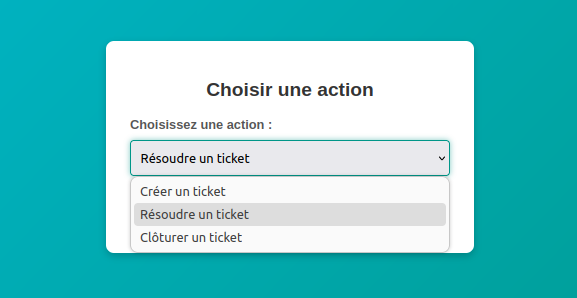 Choisir une action
Choisissez une action :
Résoudre un ticket
Créer un ticket
Résoudre un ticket
Clôturer un ticket